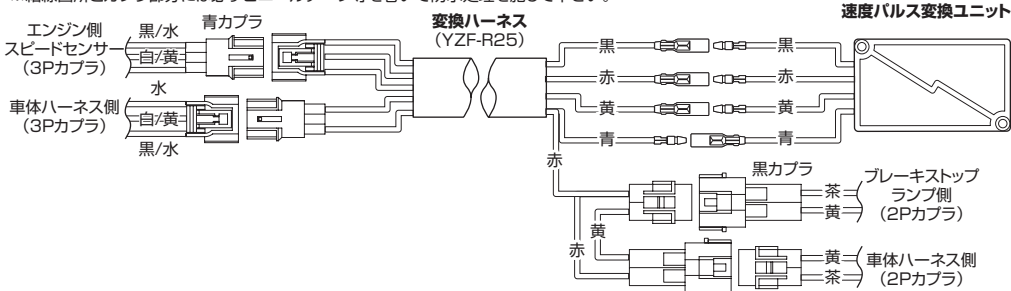 青カプラ
変換ハーネス
(YZF-R25)
速度パルス変換ユニット
エンジン側
スピードセンサー
(3Pカプラ)
黒/水
白/黄
水
車体ハーネス側
(3Pカプラ)
白/黄
黒/水
黒
黒
赤
赤
黄
黄
青
青
赤
黒カプラ
茶
黄
ブレーキストップ
ランプ側
(2Pカプラ)
黄
赤
黄
茶
車体ハーネス側
(2Pカプラ)